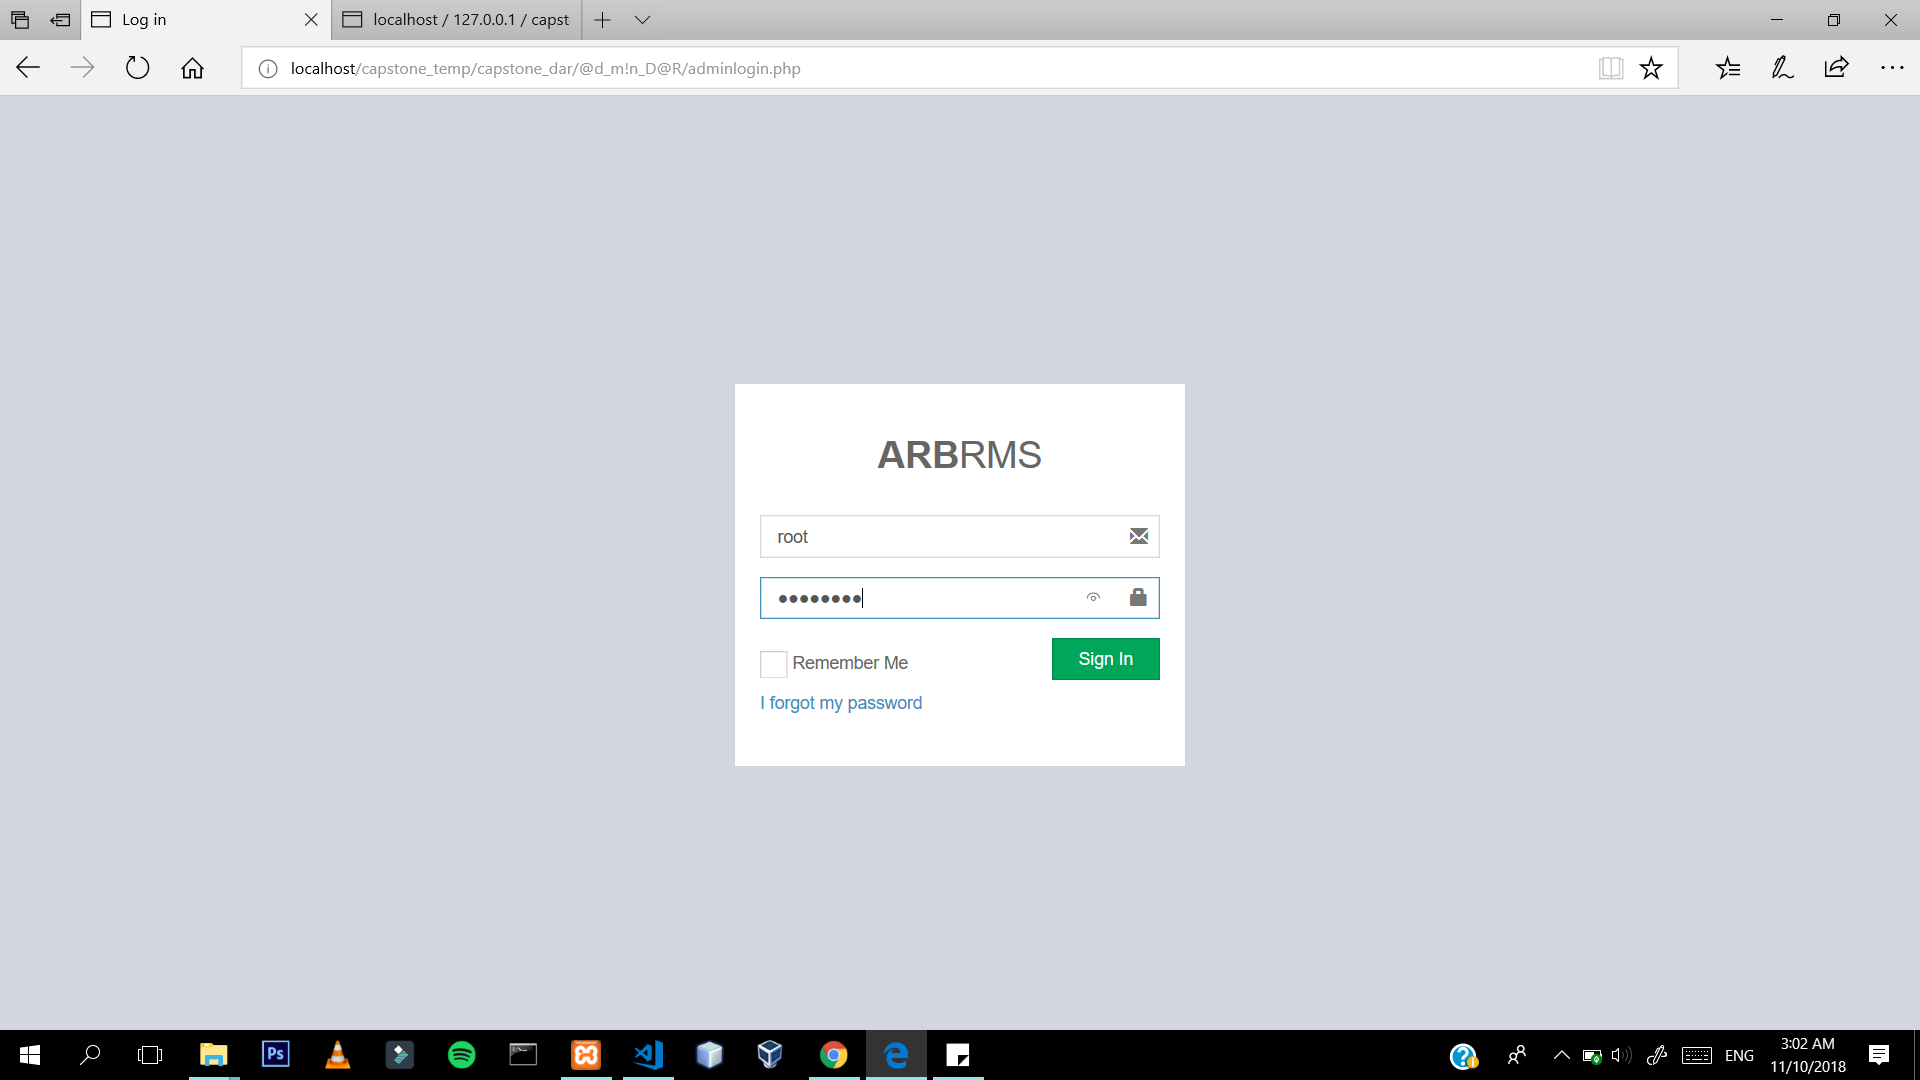 Log in
localhost / 127.0.0.1 / capst
localhost/capstone_temp/capstone_dar/@d_m!n_D@R/adminlogin.php
ARBRMS
root
Remember Me
Sign In
I forgot my password
Ps
ENG
3:02 AM
11/10/2018